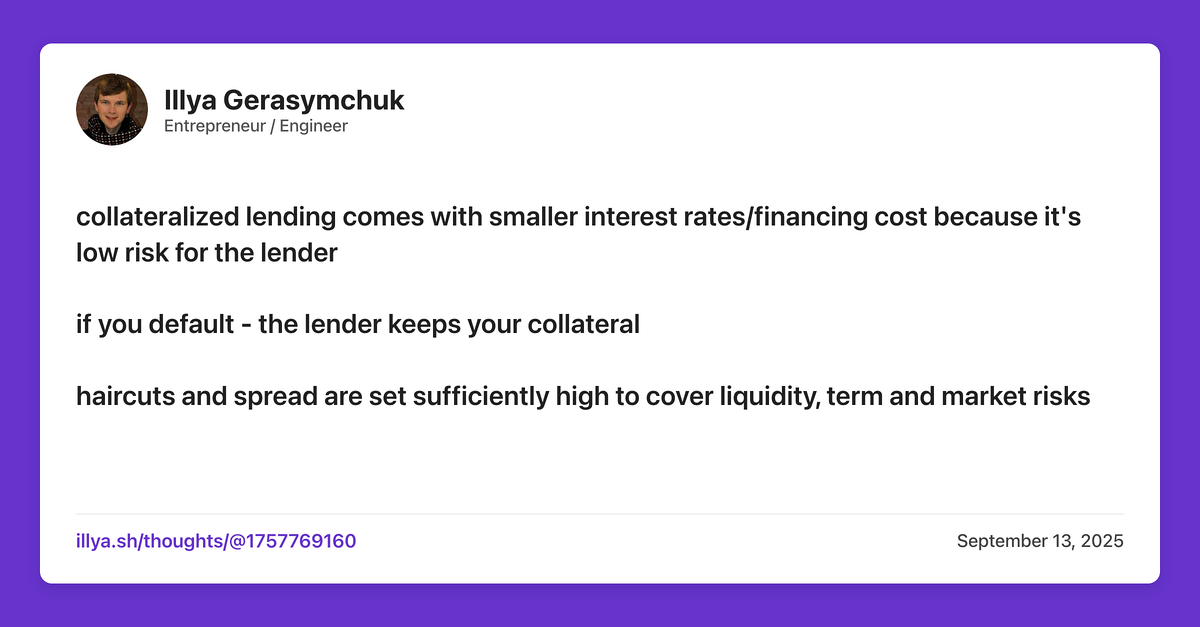 Illya Gerasymchuk
Entrepreneur / Engineer
collateralized lending comes with smaller interest rates/financing cost because it's
low risk for the lender
if you default - the lender keeps your collateral
haircuts and spread are set sufficiently high to cover liquidity, term and market risks
illya.sh/thoughts/@1757769160
September 13, 2025